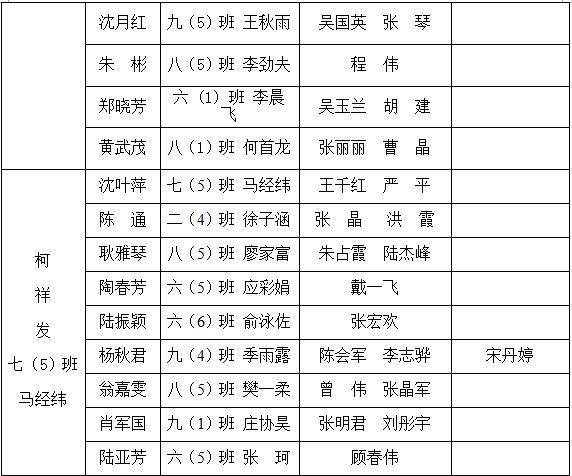 沈月红 九（5）班 王秋雨 吴国英 张 琴
朱 彬 八（5）班 李劲夫 程 伟
郑晓芳 六（1）班 李晨飞 吴玉兰 胡 建
黄武茂 八（1）班 何首龙 张丽丽 曹 晶
柯祥发 七（5）班 马经纬
沈叶萍 七（5）班 马经纬 王千红 严 平
陈 通 二（4）班 徐子涵 张 晶 洪 霞
耿雅琴 八（5）班 廖家富 朱占霞 陆杰峰
陶春芳 六（5）班 应彩娟 戴一飞
陆振颖 六（6）班 俞泳佐 张宏欢
杨秋君 九（4）班 季雨露 陈会军 李志骅 宋丹婷
翁嘉雯 八（5）班 樊一柔 曾 伟 张晶军
肖军国 九（1）班 庄协昊 张明君 刘彤宇
陆亚芳 六（5）班 张 珂 顾春伟